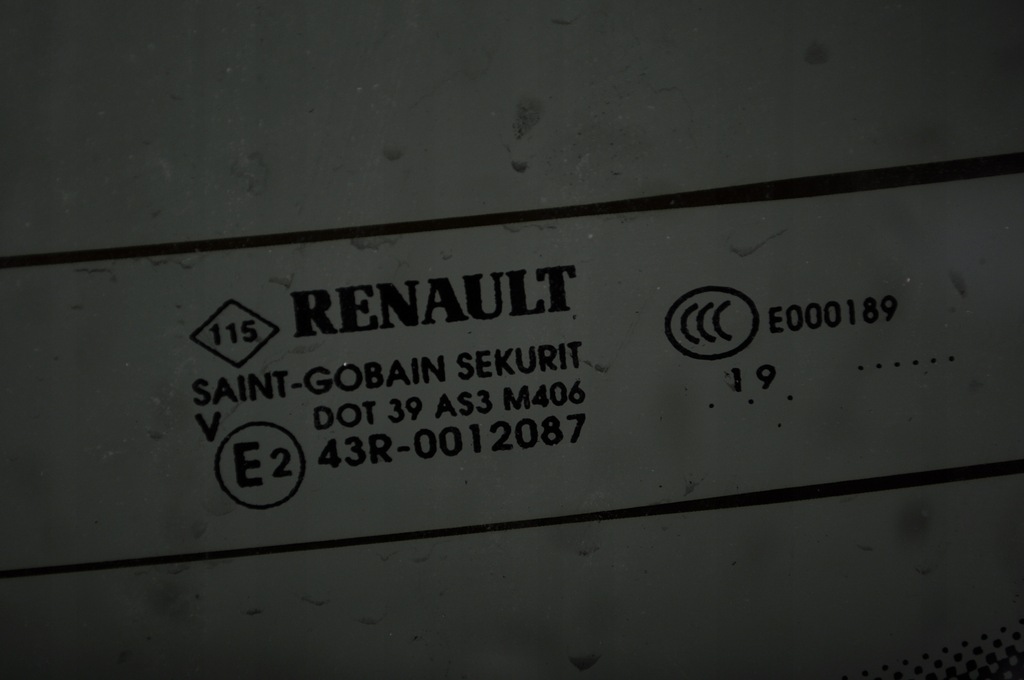 115 RENAULT
SAINT-GOBAIN SEKURIT
V DOT 39 AS3 M406
E2 43R-0012087
CCC E000189
19